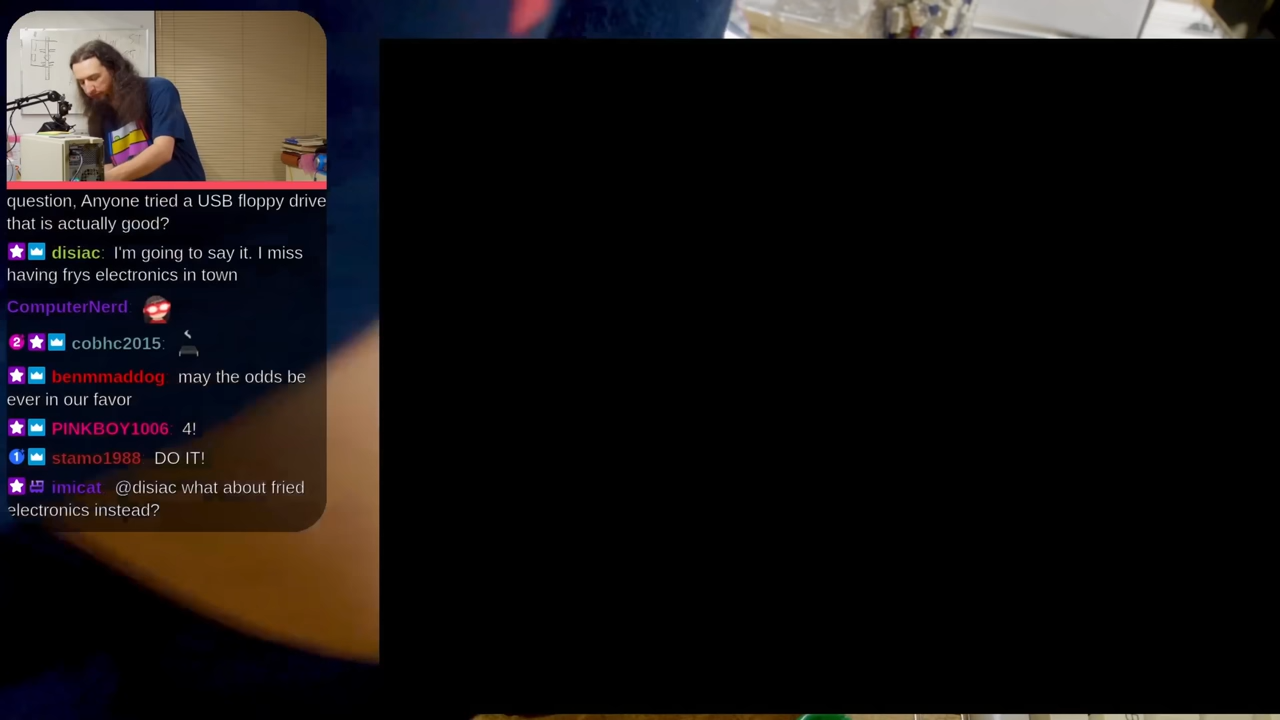 question, Anyone tried a USB floppy drive
that is actually good?
disiac: I'm going to say it. I miss
having frys electronics in town
ComputerNerd:
2 cobhc2015:
benmmaddog: may the odds be
ever in our favor
PINKBOY1006: 4!
1 stamo1988: DO IT!
imicat: @disiac what about fried
electronics instead?